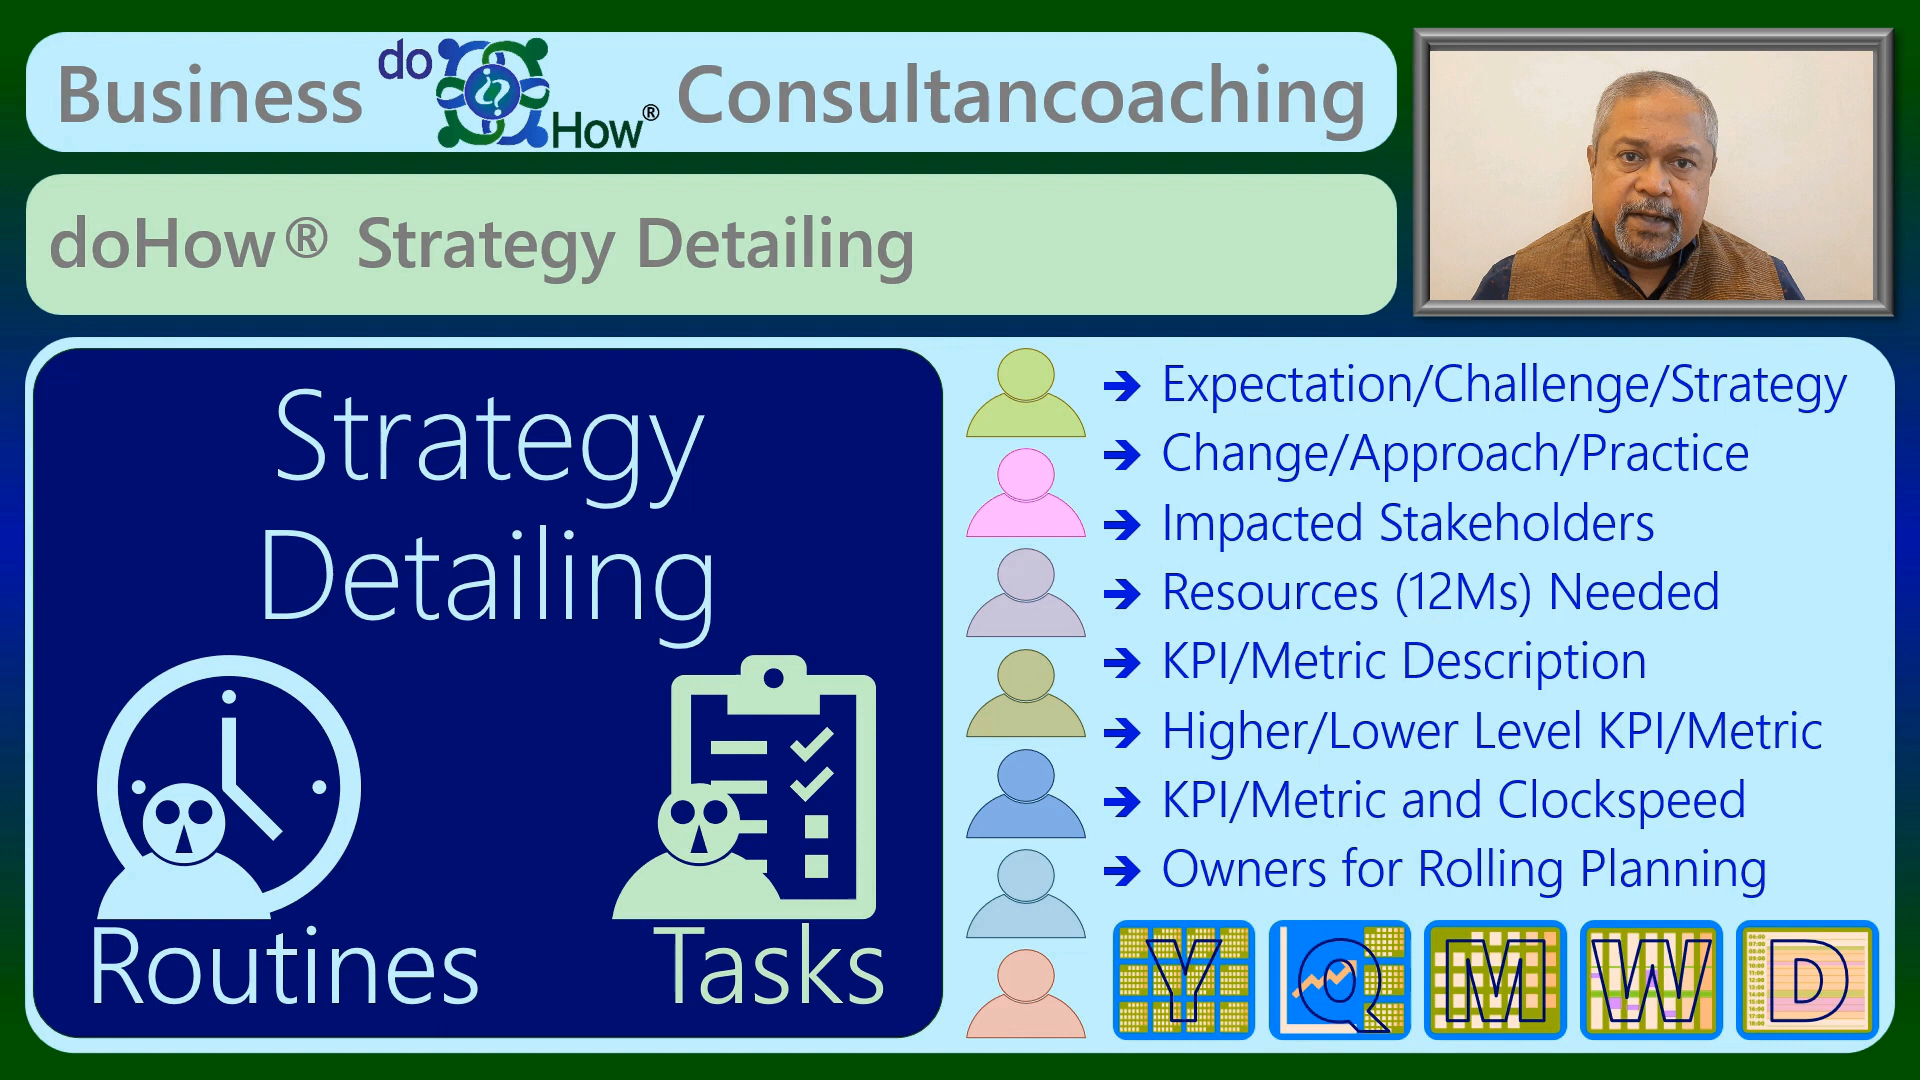 Business do How® Consultancoaching
doHow® Strategy Detailing
Strategy
Detailing
Routines
Tasks
➔ Expectation/Challenge/Strategy
➔ Change/Approach/Practice
➔ Impacted Stakeholders
➔ Resources (12Ms) Needed
➔ KPI/Metric Description
➔ Higher/Lower Level KPI/Metric
➔ KPI/Metric and Clockspeed
➔ Owners for Rolling Planning
Y Q M W D